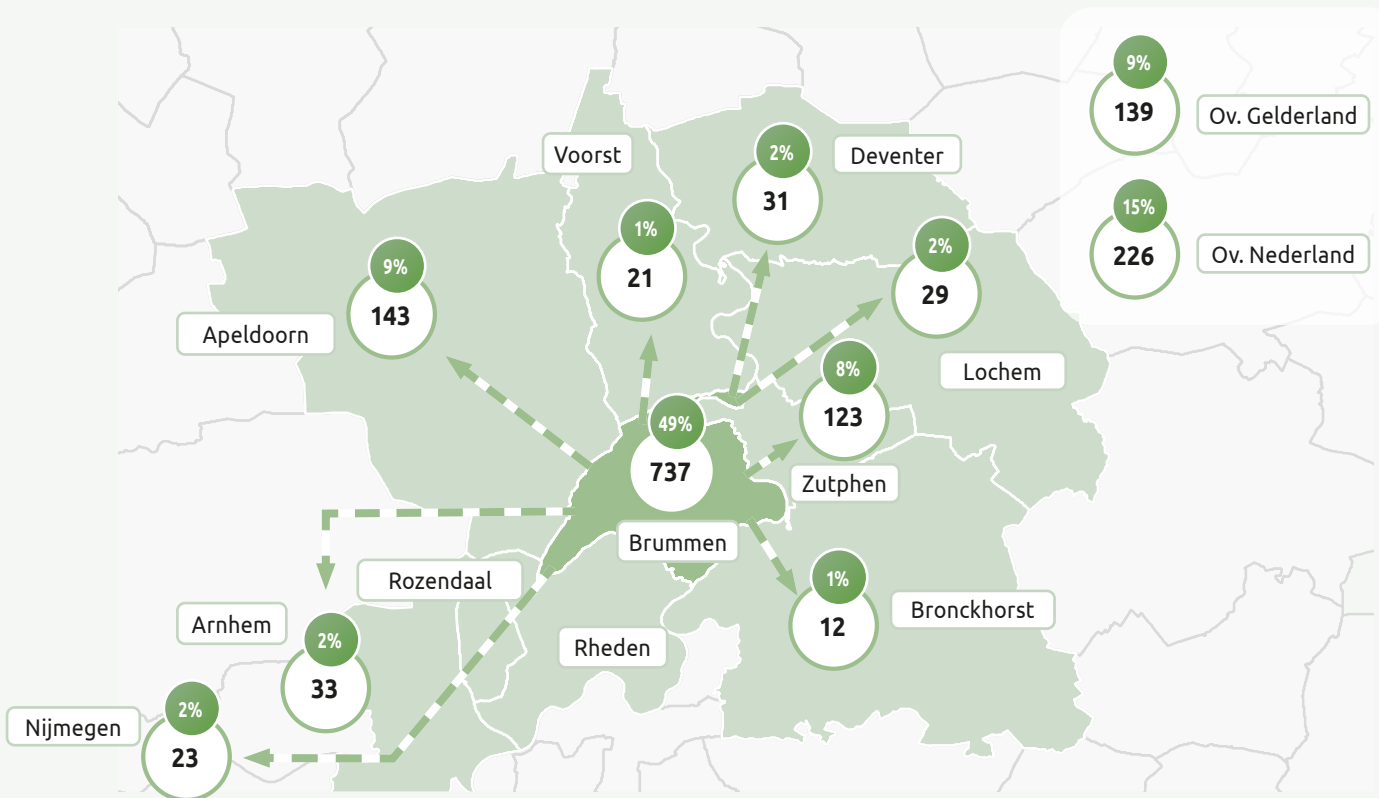 9%
139
Ov. Gelderland
15%
226
Ov. Nederland
Voorst
1%
21
2%
31
Deventer
9%
143
Apeldoorn
2%
29
Lochem
8%
123
Zutphen
49%
737
Brummen
Rozendaal
Arnhem
2%
33
Rheden
1%
12
Bronckhorst
Nijmegen
2%
23